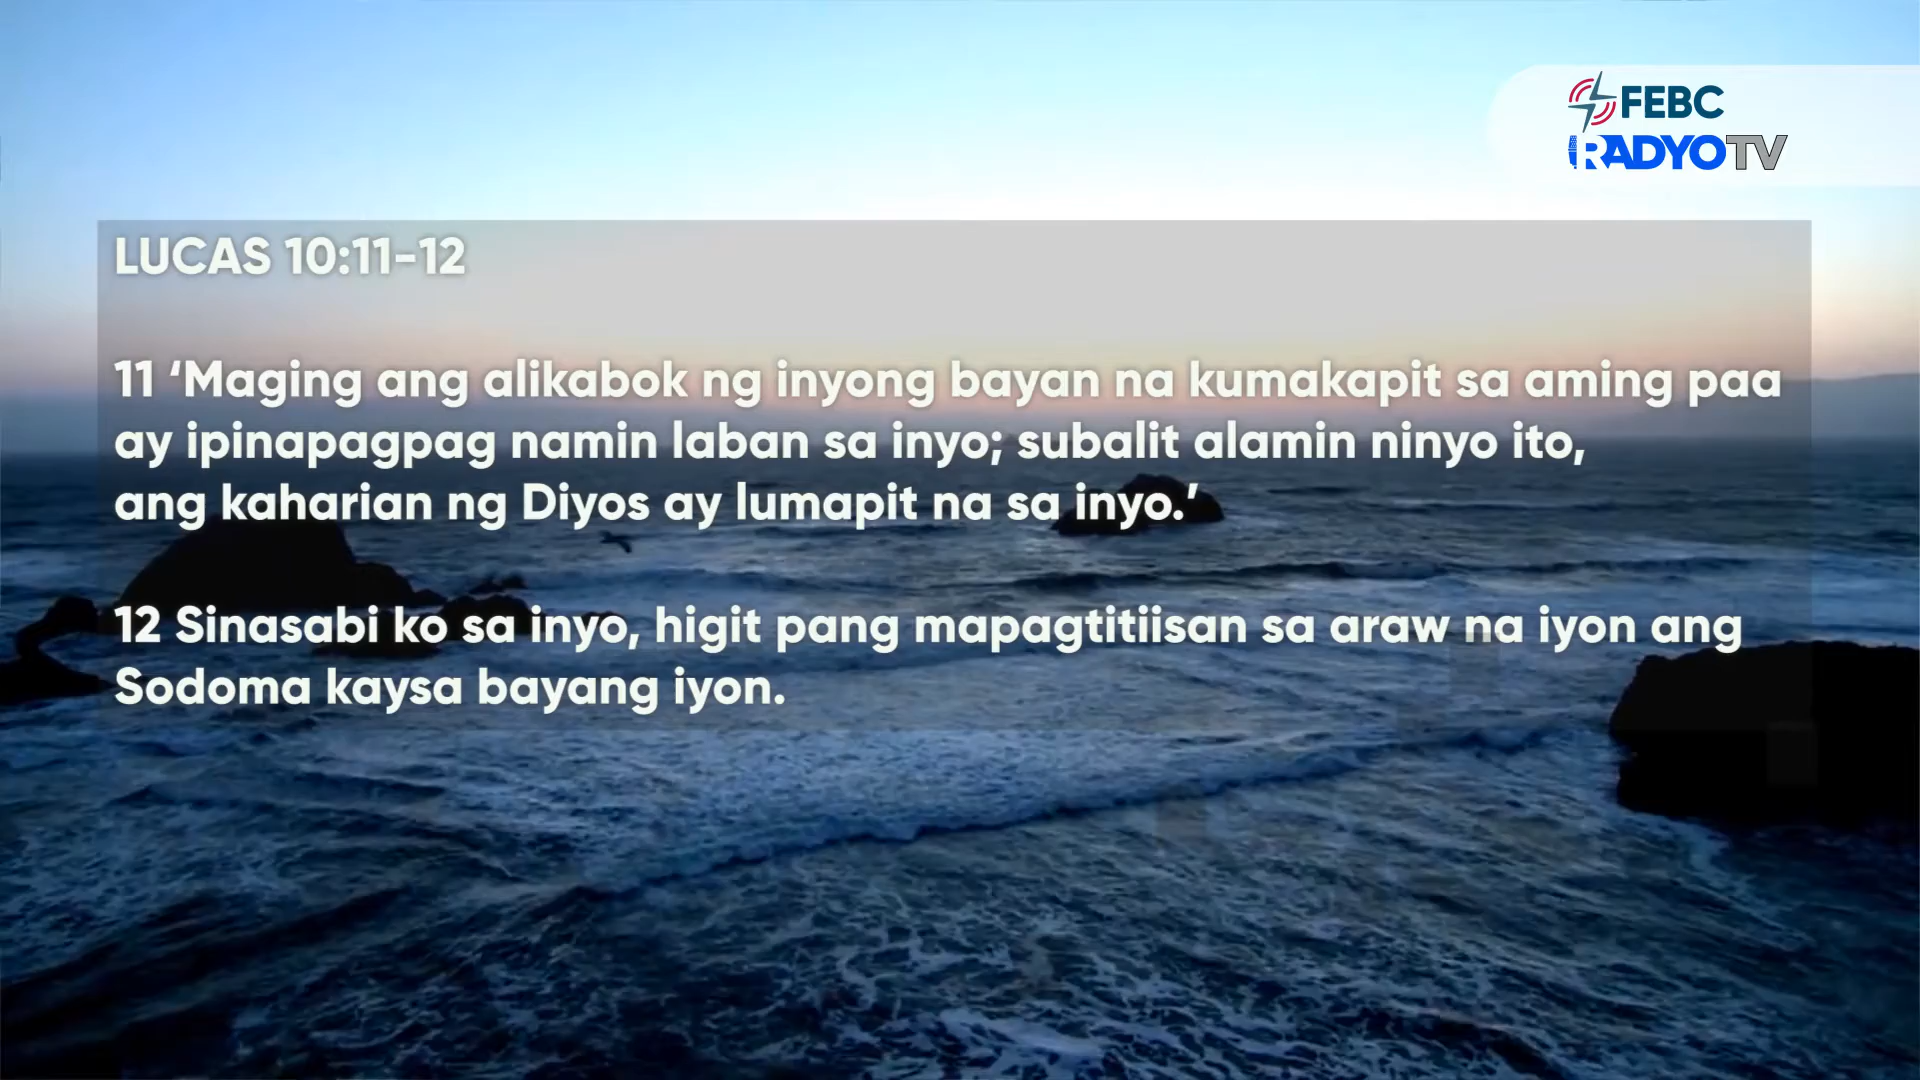 FEBC
RADYOTV
LUCAS 10:11-12
11 ‘Maging ang alikabok ng inyong bayan na kumakapit sa aming paa
ay ipinapagpag namin laban sa inyo; subalit alamin ninyo ito,
ang kaharian ng Diyos ay lumapit na sa inyo.’
12 Sinasabi ko sa inyo, higit pang mapagtitiisan sa araw na iyon ang
Sodoma kaysa bayang iyon.